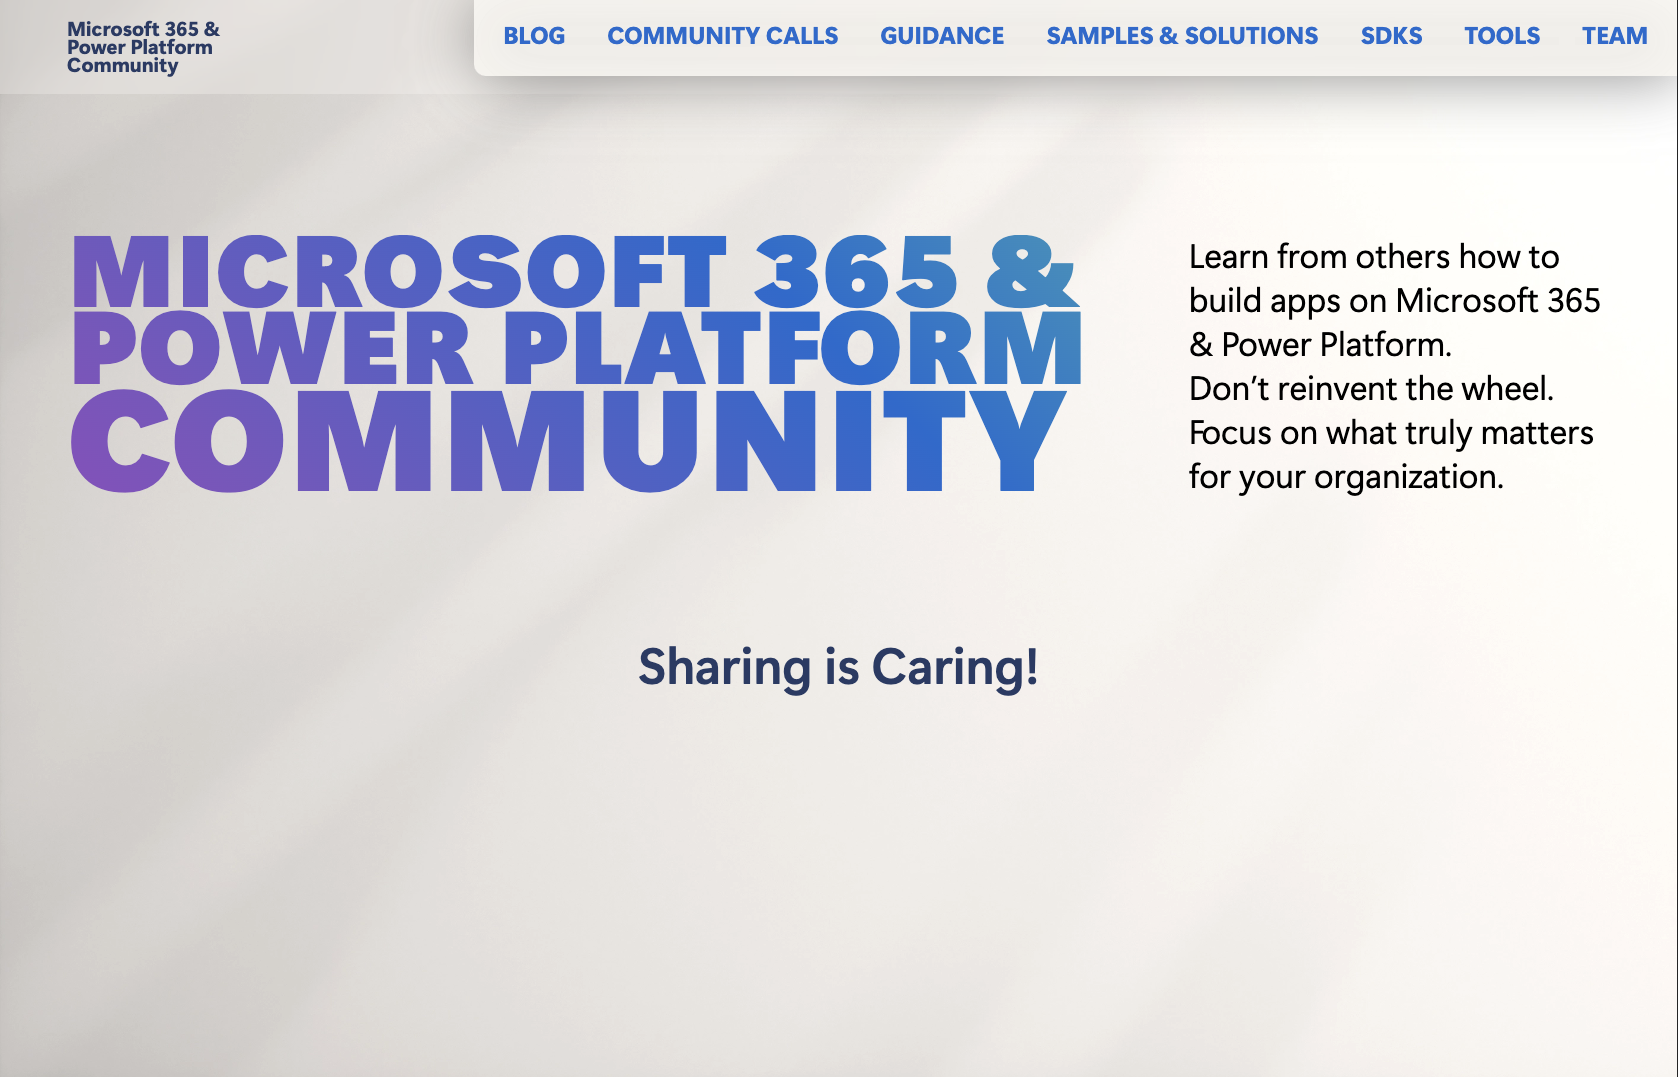 Microsoft 365 &
Power Platform
Community
BLOG COMMUNITY CALLS GUIDANCE SAMPLES & SOLUTIONS SDKS TOOLS TEAM
MICROSOFT 365 &
POWER PLATFORM
COMMUNITY
Learn from others how to
build apps on Microsoft 365
& Power Platform.
Don’t reinvent the wheel.
Focus on what truly matters
for your organization.
Sharing is Caring!